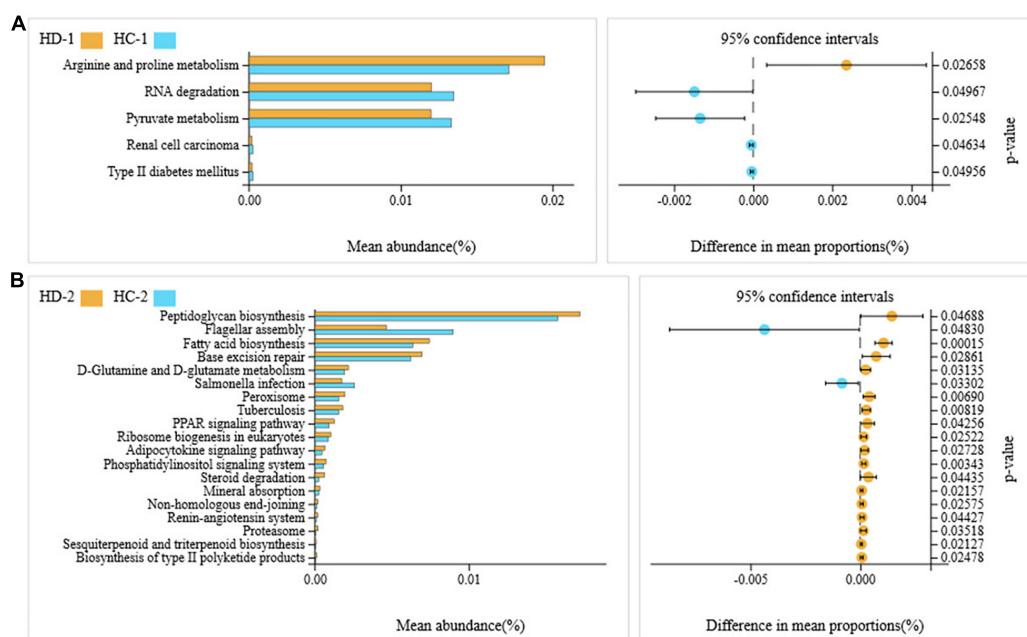 A
HD-1 HC-1
Arginine and proline metabolism
RNA degradation
Pyruvate metabolism
Renal cell carcinoma
Type II diabetes mellitus
0.00 0.01 0.02
Mean abundance(%)
95% confidence intervals
0.02658
0.04967
0.02548
0.04634
0.04956
p-value
-0.002 0.000 0.002 0.004
Difference in mean proportions(%)
B
HD-2 HC-2
Peptidoglycan biosynthesis
Flagellar assembly
Fatty acid biosynthesis
Base excision repair
D-Glutamine and D-glutamate metabolism
Salmonella infection
Peroxisome
Tuberculosis
PPAR signaling pathway
Ribosome biogenesis in eukaryotes
Adipocytokine signaling pathway
Phosphatidylinositol signaling system
Steroid degradation
Mineral absorption
Non-homologous end-joining
Renin-angiotensin system
Proteasome
Sesquiterpenoid and triterpenoid biosynthesis
Biosynthesis of type II polyketide products
0.00 0.01
Mean abundance(%)
95% confidence intervals
0.04688
0.04830
0.00015
0.02861
0.03135
0.03302
0.00690
0.00819
0.04256
0.02522
0.02728
0.00343
0.04435
0.02157
0.02575
0.04427
0.03518
0.02127
0.02478
p-value
-0.005 0.000
Difference in mean proportions(%)